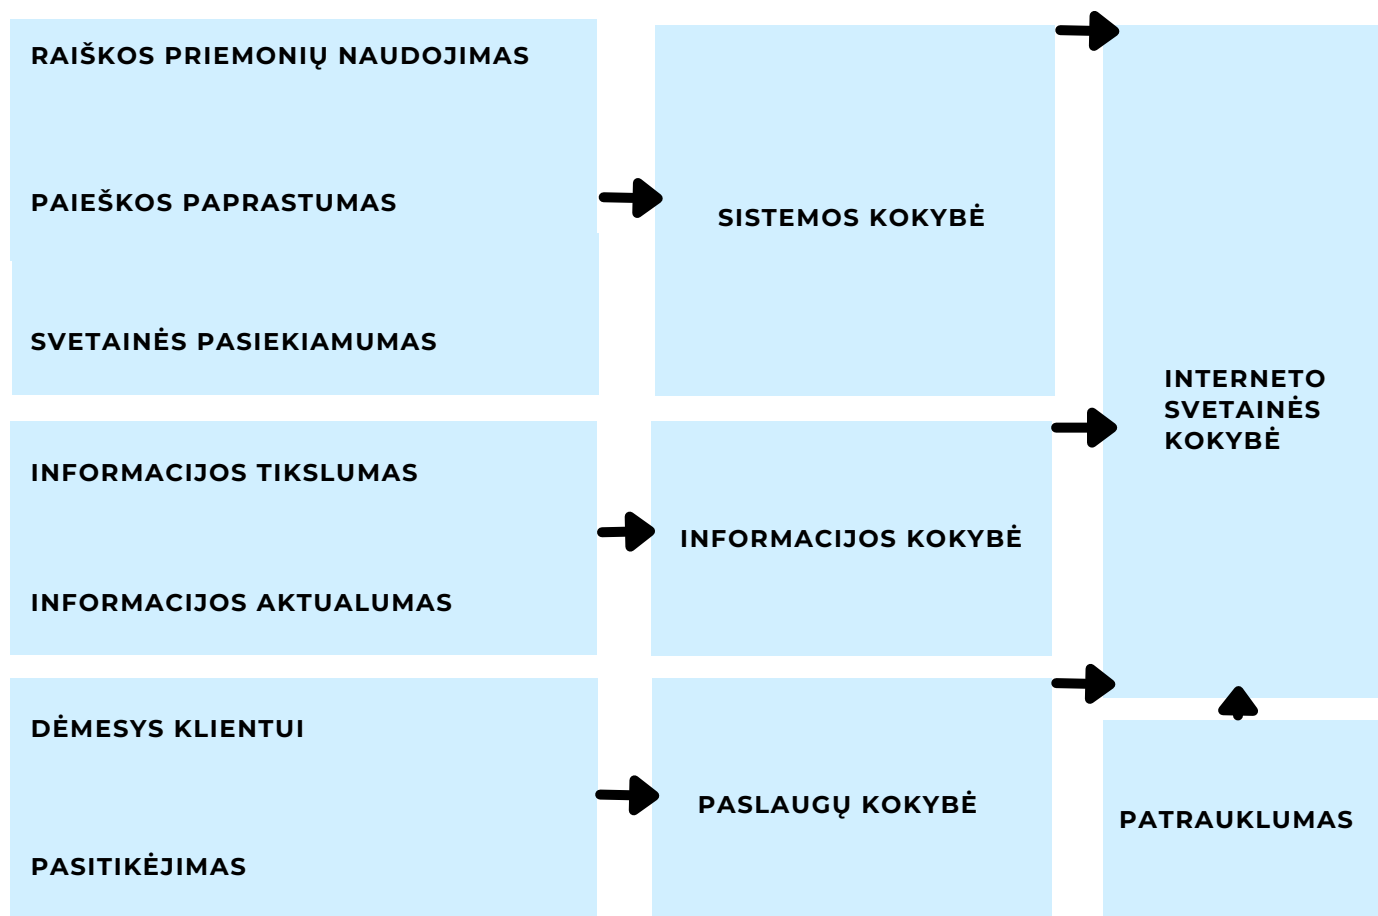 RAIŠKOS PRIEMONIŲ NAUDOJIMAS
PAIEŠKOS PAPRASTUMAS
SVETAINĖS PASIEKIAMUMAS
SISTEMOS KOKYBĖ
INFORMACIJOS TIKSLUMAS
INFORMACIJOS AKTUALUMAS
INFORMACIJOS KOKYBĖ
DĖMESYS KLIENTUI
PASITIKĖJIMAS
PASLAUGŲ KOKYBĖ
INTERNETO
SVETAINĖS
KOKYBĖ
PATRAUKLUMAS